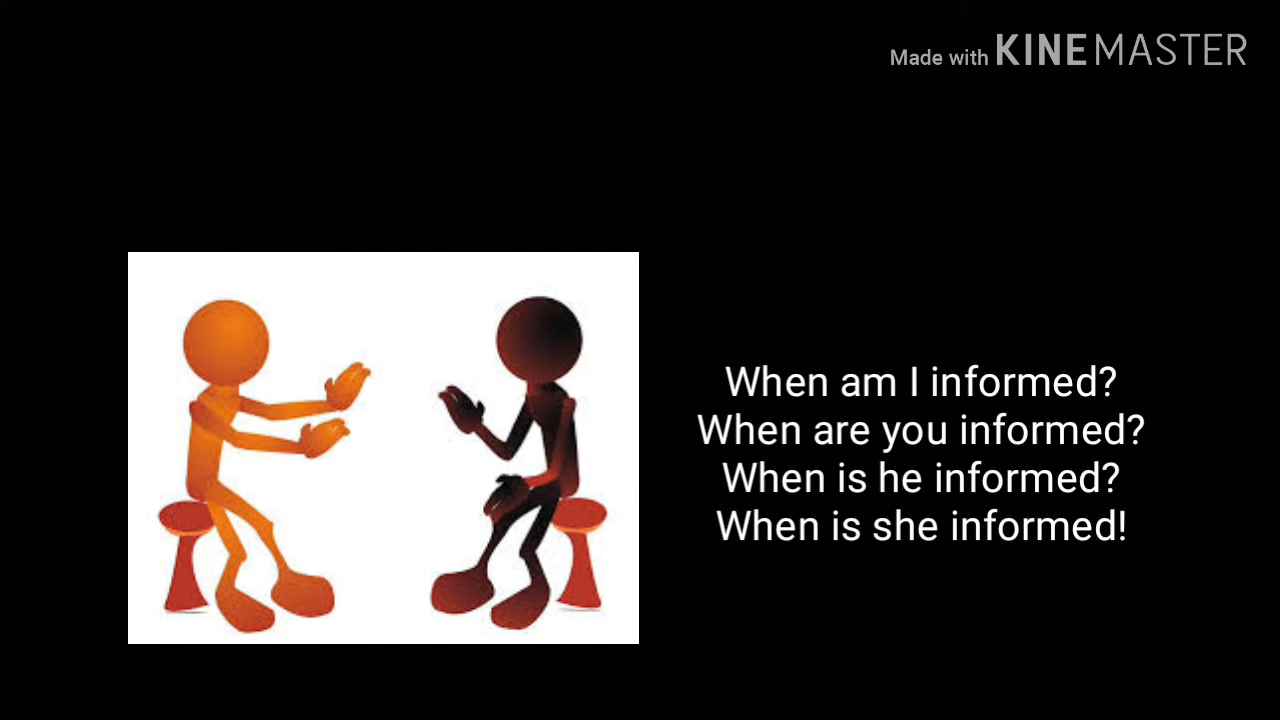 Made with KINEMASTER
When am I informed?
When are you informed?
When is he informed?
When is she informed!